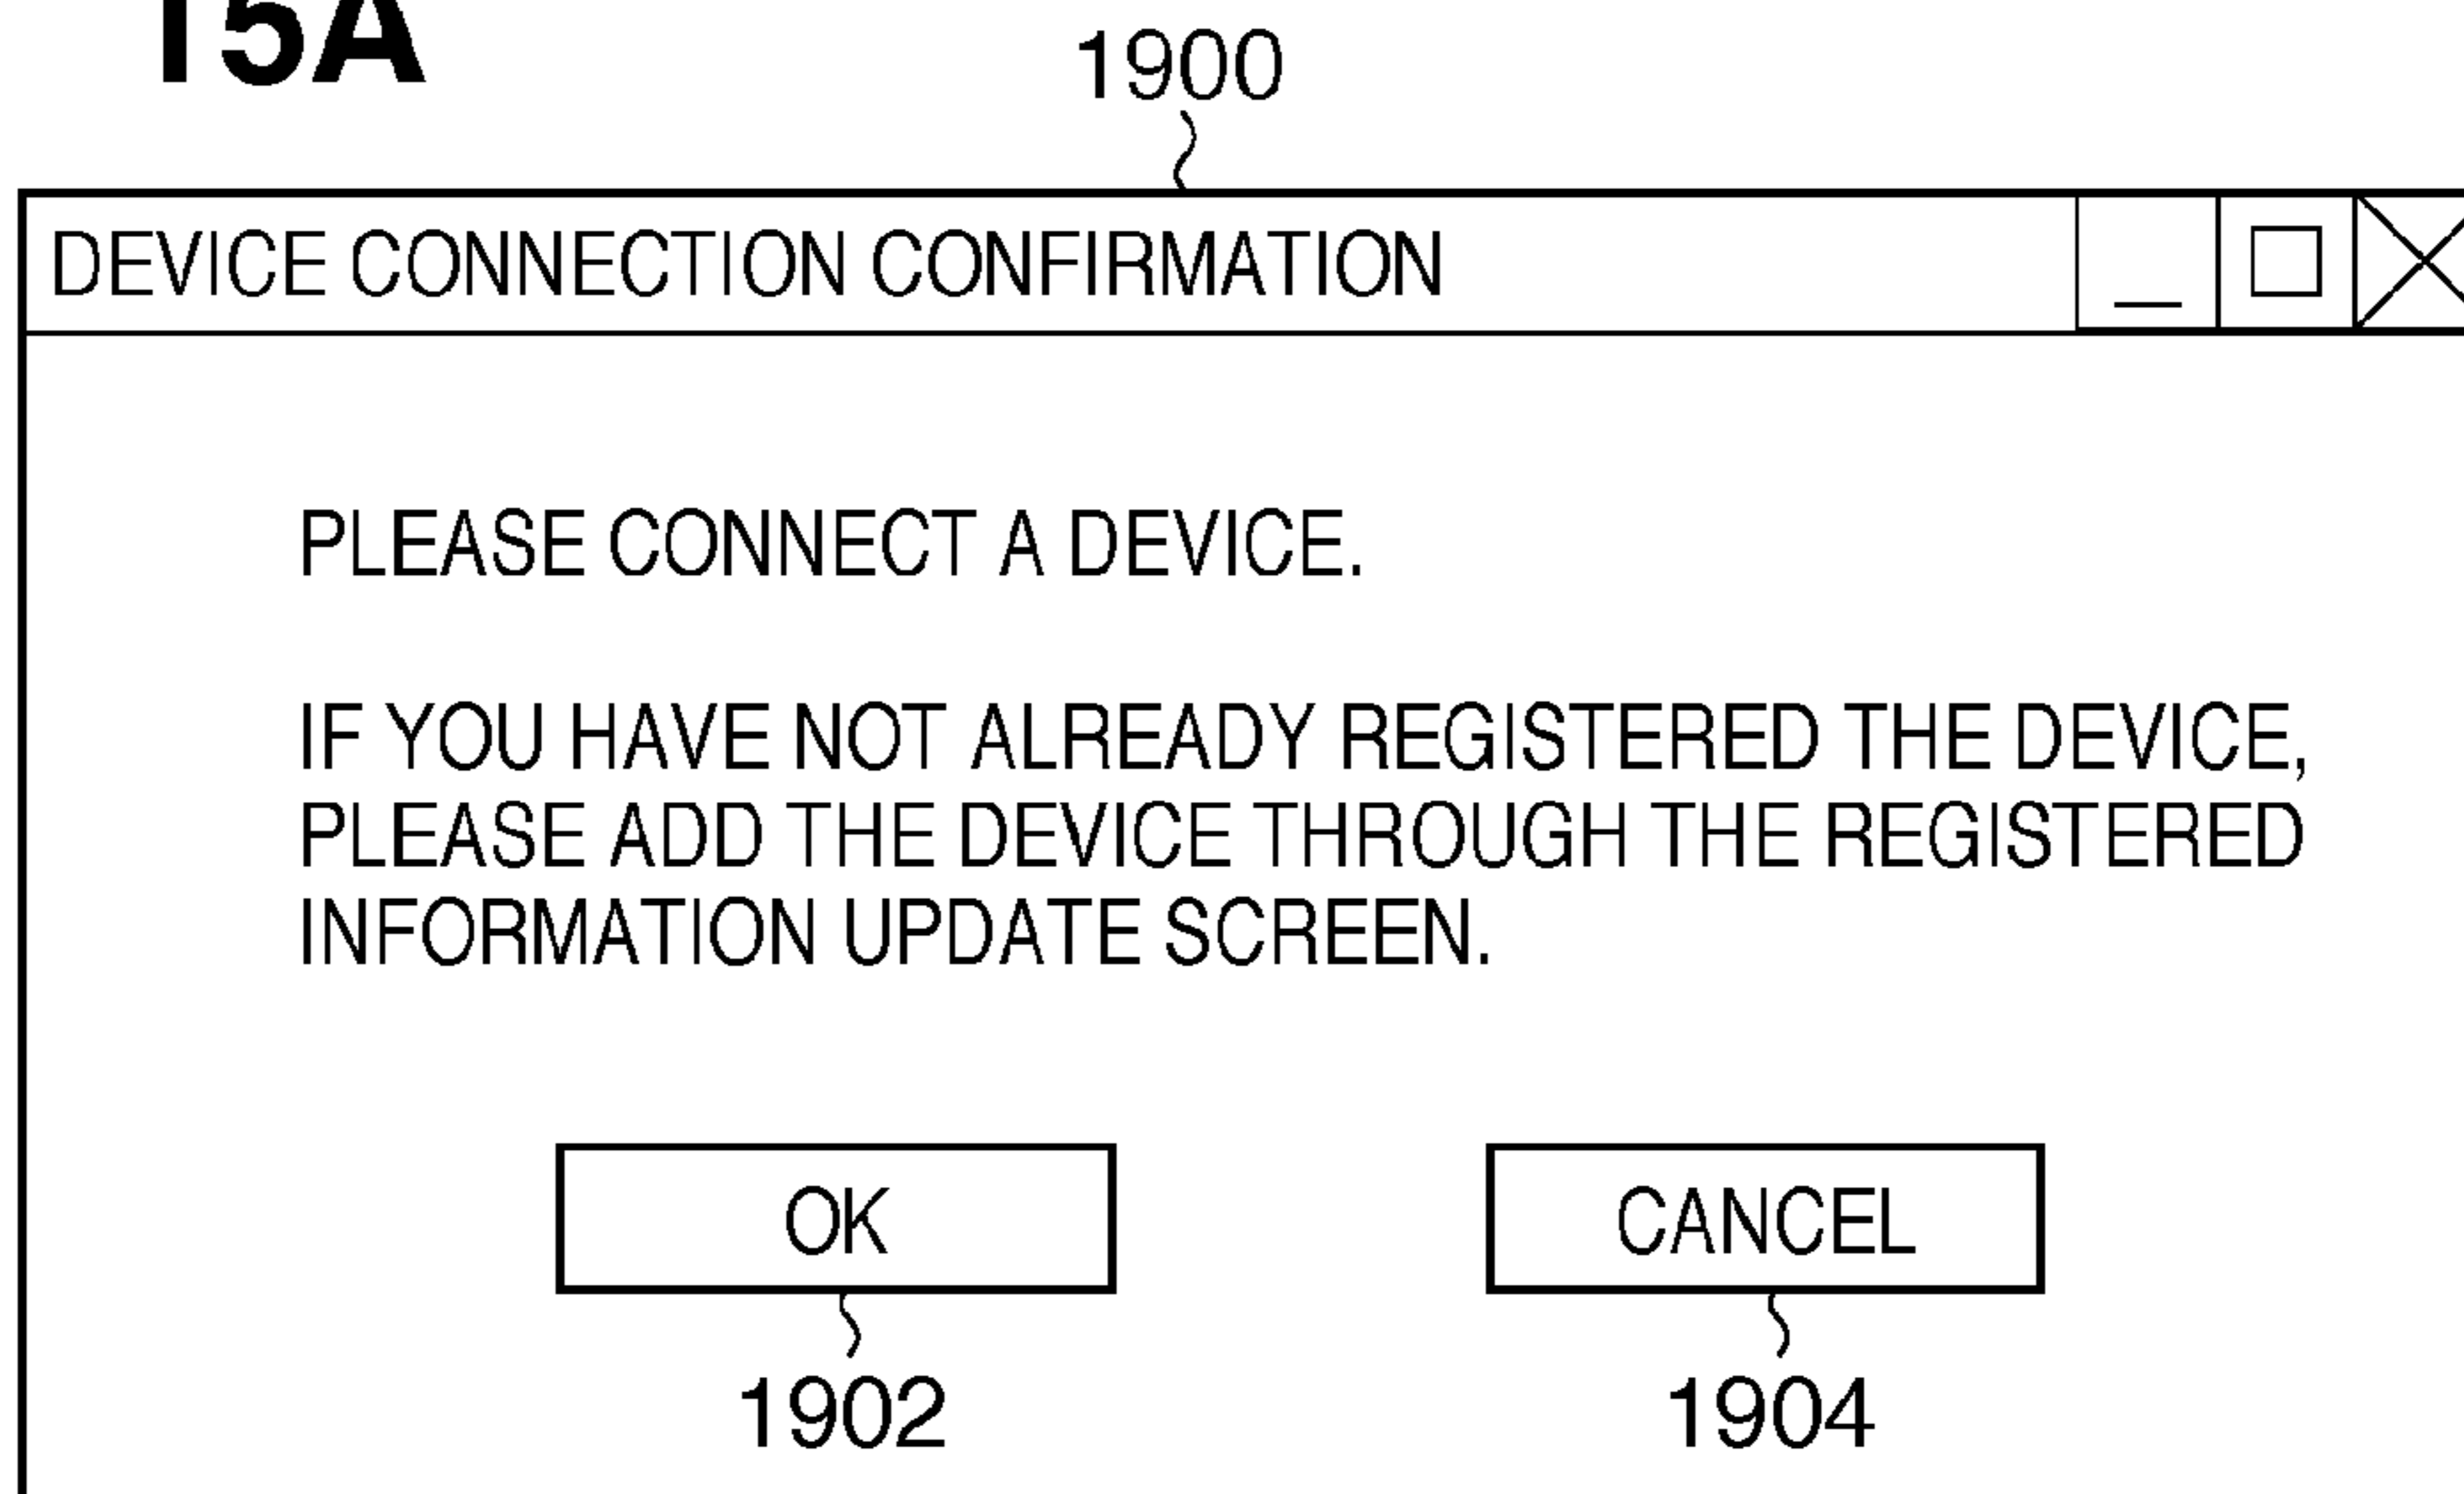 15A
1900
DEVICE CONNECTION CONFIRMATION
PLEASE CONNECT A DEVICE.
IF YOU HAVE NOT ALREADY REGISTERED THE DEVICE,
PLEASE ADD THE DEVICE THROUGH THE REGISTERED
INFORMATION UPDATE SCREEN.
OK
CANCEL
1902
1904